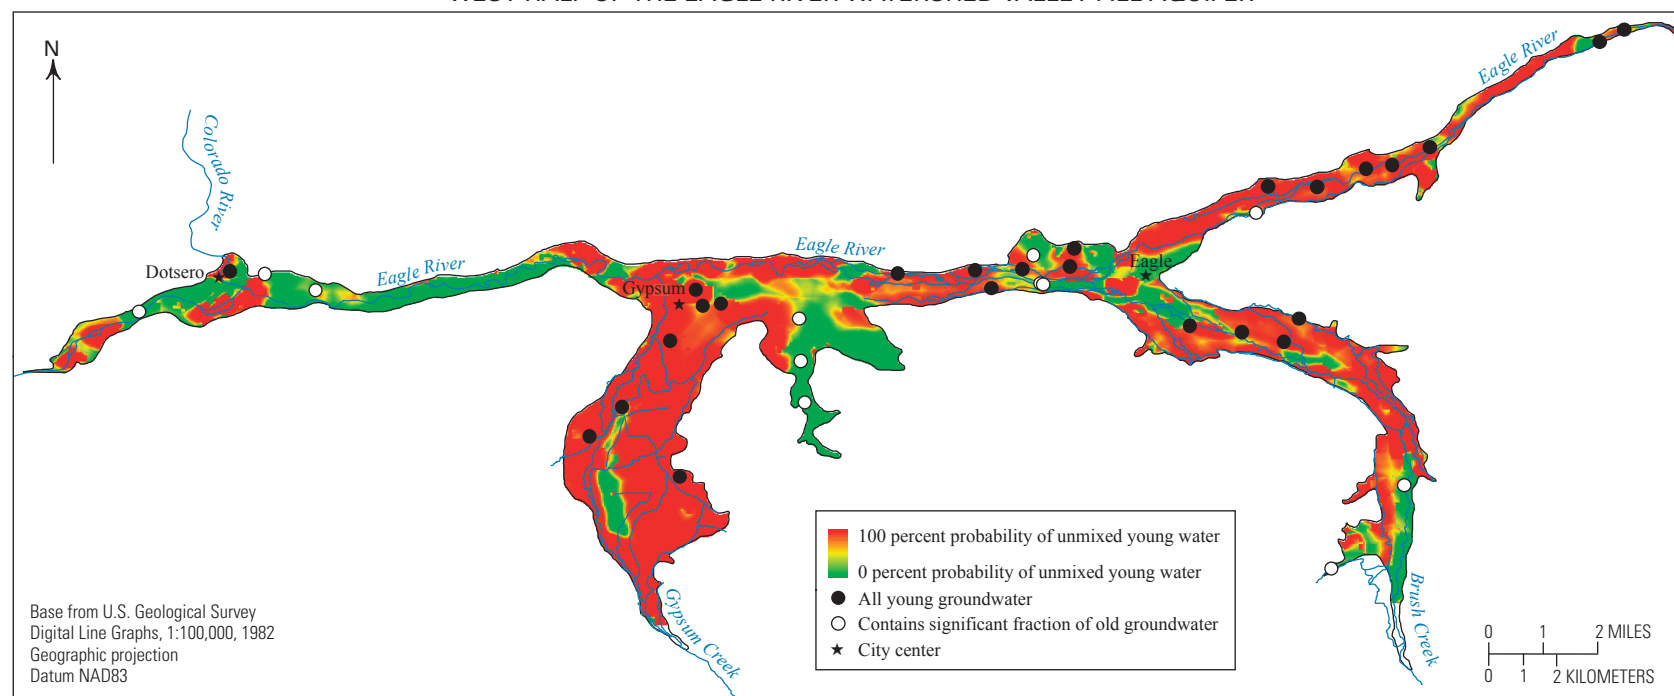 N
Colorado River
Dotsero
Eagle River
Gypsum
Eagle River
Eagle
Eagle River
Gypsum Creek
Brush Creek
100 percent probability of unmixed young water
0 percent probability of unmixed young water
All young groundwater
Contains significant fraction of old groundwater
City center
Base from U.S. Geological Survey
Digital Line Graphs, 1:100,000, 1982
Geographic projection
Datum NAD83
0 1 2 MILES
0 1 2 KILOMETERS